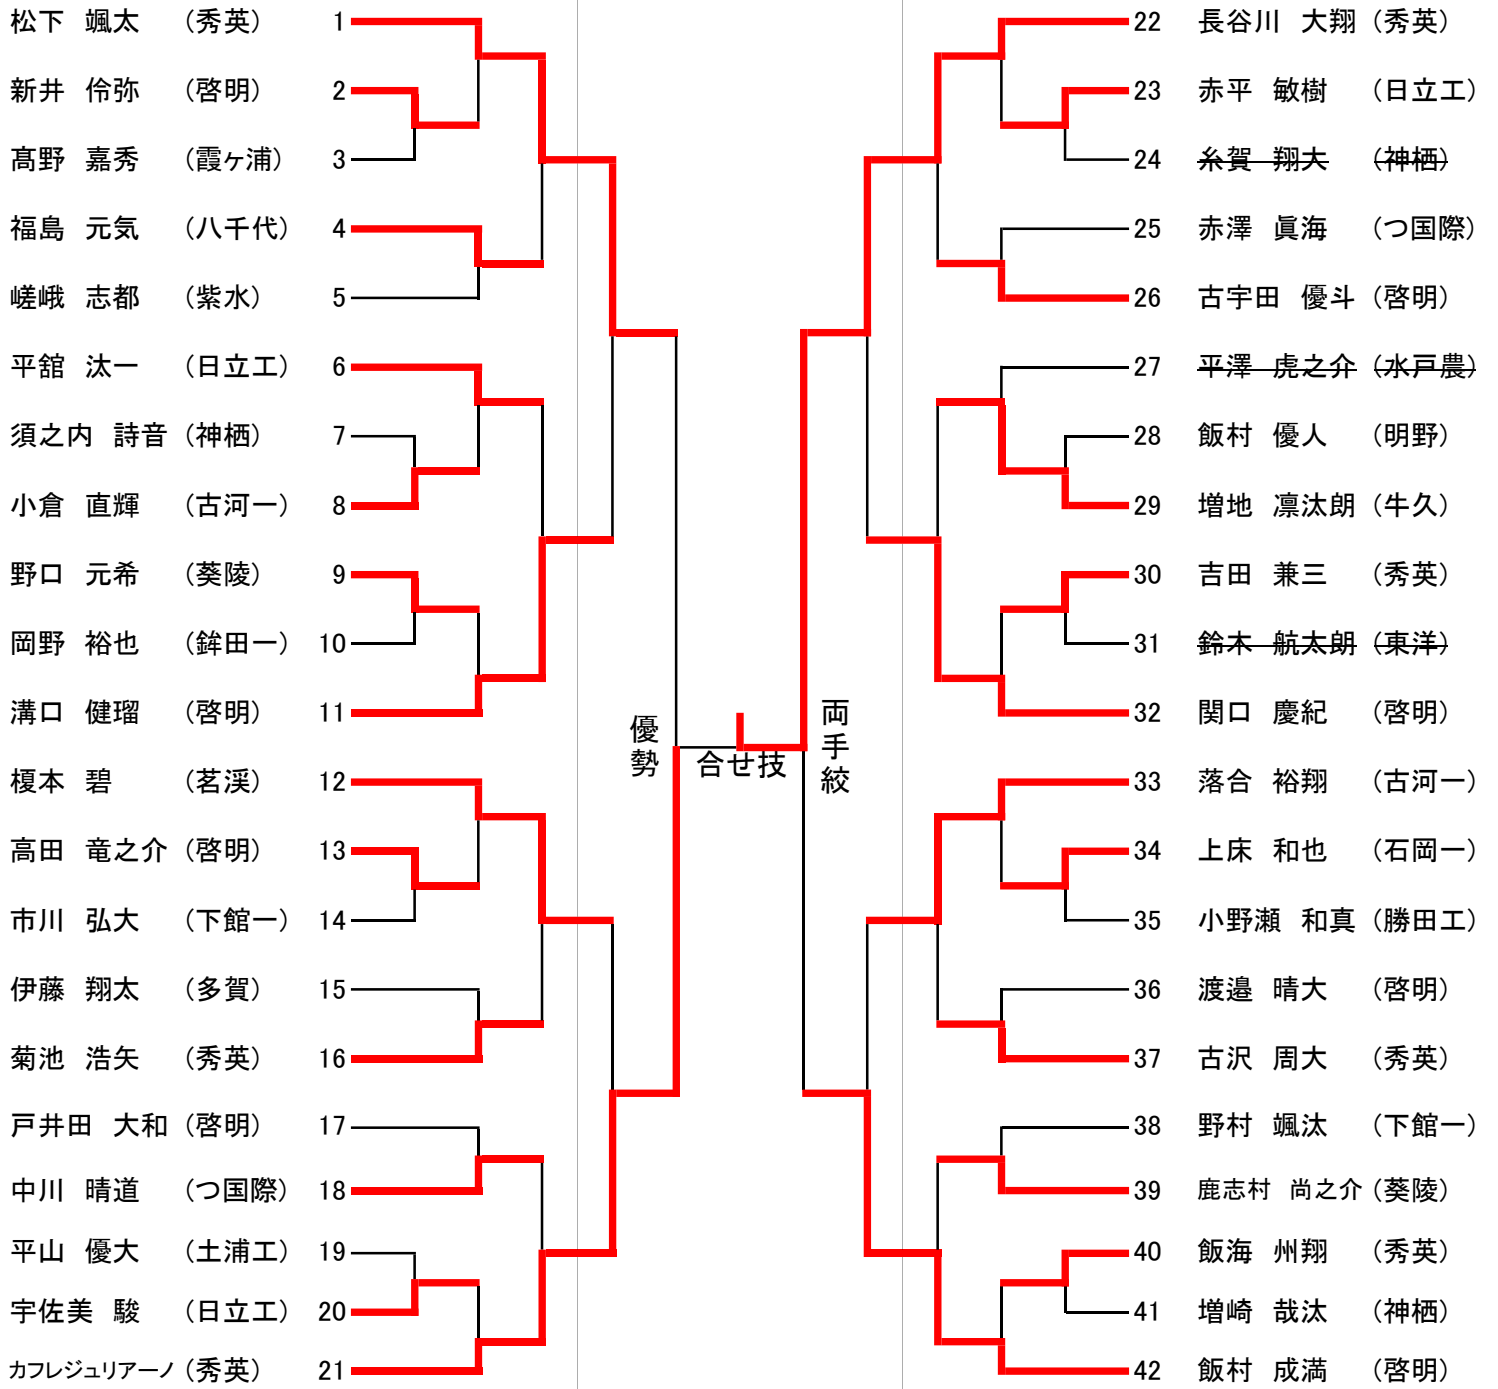 松下 颯太 （秀英） 1
新井 伶弥 （啓明） 2
髙野 嘉秀 （霞ヶ浦） 3
福島 元気 （八千代） 4
嵯峨 志都 （紫水） 5
平舘 汰一 （日立工） 6
須之内 詩音 （神栖） 7
小倉 直輝 （古河一） 8
野口 元希 （葵陵） 9
岡野 裕也 （鉾田一） 10
溝口 健瑠 （啓明） 11
榎本 碧 （茗溪） 12
高田 竜之介 （啓明） 13
市川 弘大 （下館一） 14
伊藤 翔太 （多賀） 15
菊池 浩矢 （秀英） 16
戸井田 大和 （啓明） 17
中川 晴道 （つ国際） 18
平山 優大 （土浦工） 19
宇佐美 駿 （日立工） 20
カフレジュリアーノ （秀英） 21
優勢
合せ技
両手絞
22 長谷川 大翔 （秀英）
23 赤平 敏樹 （日立工）
24 糸賀 翔大 （神栖）
25 赤澤 眞海 （つ国際）
26 古宇田 優斗 （啓明）
27 平澤 虎之介 （水戸農）
28 飯村 優人 （明野）
29 増地 凛汰朗 （牛久）
30 吉田 兼三 （秀英）
31 鈴木 航太朗 （東洋）
32 関口 慶紀 （啓明）
33 落合 裕翔 （古河一）
34 上床 和也 （石岡一）
35 小野瀬 和真 （勝田工）
36 渡邉 晴大 （啓明）
37 古沢 周大 （秀英）
38 野村 颯汰 （下館一）
39 鹿志村 尚之介 （葵陵）
40 飯海 州翔 （秀英）
41 増崎 哉汰 （神栖）
42 飯村 成満 （啓明）